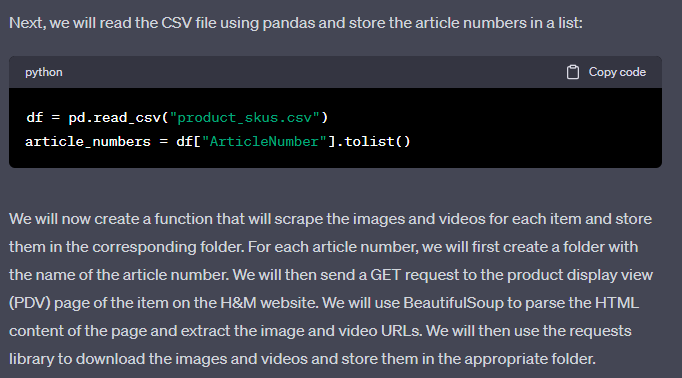 Next, we will read the CSV file using pandas and store the article numbers in a list:
python
Copy code
df = pd.read_csv("product_skus.csv")
article_numbers = df["ArticleNumber"].tolist()
We will now create a function that will scrape the images and videos for each item and store
them in the corresponding folder. For each article number, we will first create a folder with
the name of the article number. We will then send a GET request to the product display view
(PDV) page of the item on the H&M website. We will use BeautifulSoup to parse the HTML
content of the page and extract the image and video URLs. We will then use the requests
library to download the images and videos and store them in the appropriate folder.